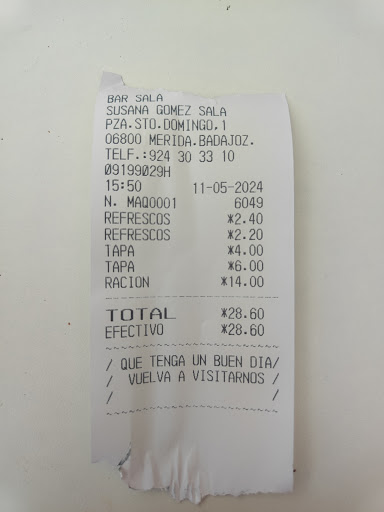 BAR SALA
SUSANA GOMEZ SALA
PZA.STO.DOMINGO,1
06800 MERIDA.BADAJOZ.
TELF.:924 30 33 10
09199029H
15:50 11-05-2024
N. MAQ0001 6049
REFRESCOS *2.40
REFRESCOS *2.20
TAPA *4.00
TAPA *6.00
RACION *14.00
TOTAL *28.60
EFECTIVO *28.60
/ QUE TENGA UN BUEN DIA/
/ VUELVA A VISITARNOS /
/ /